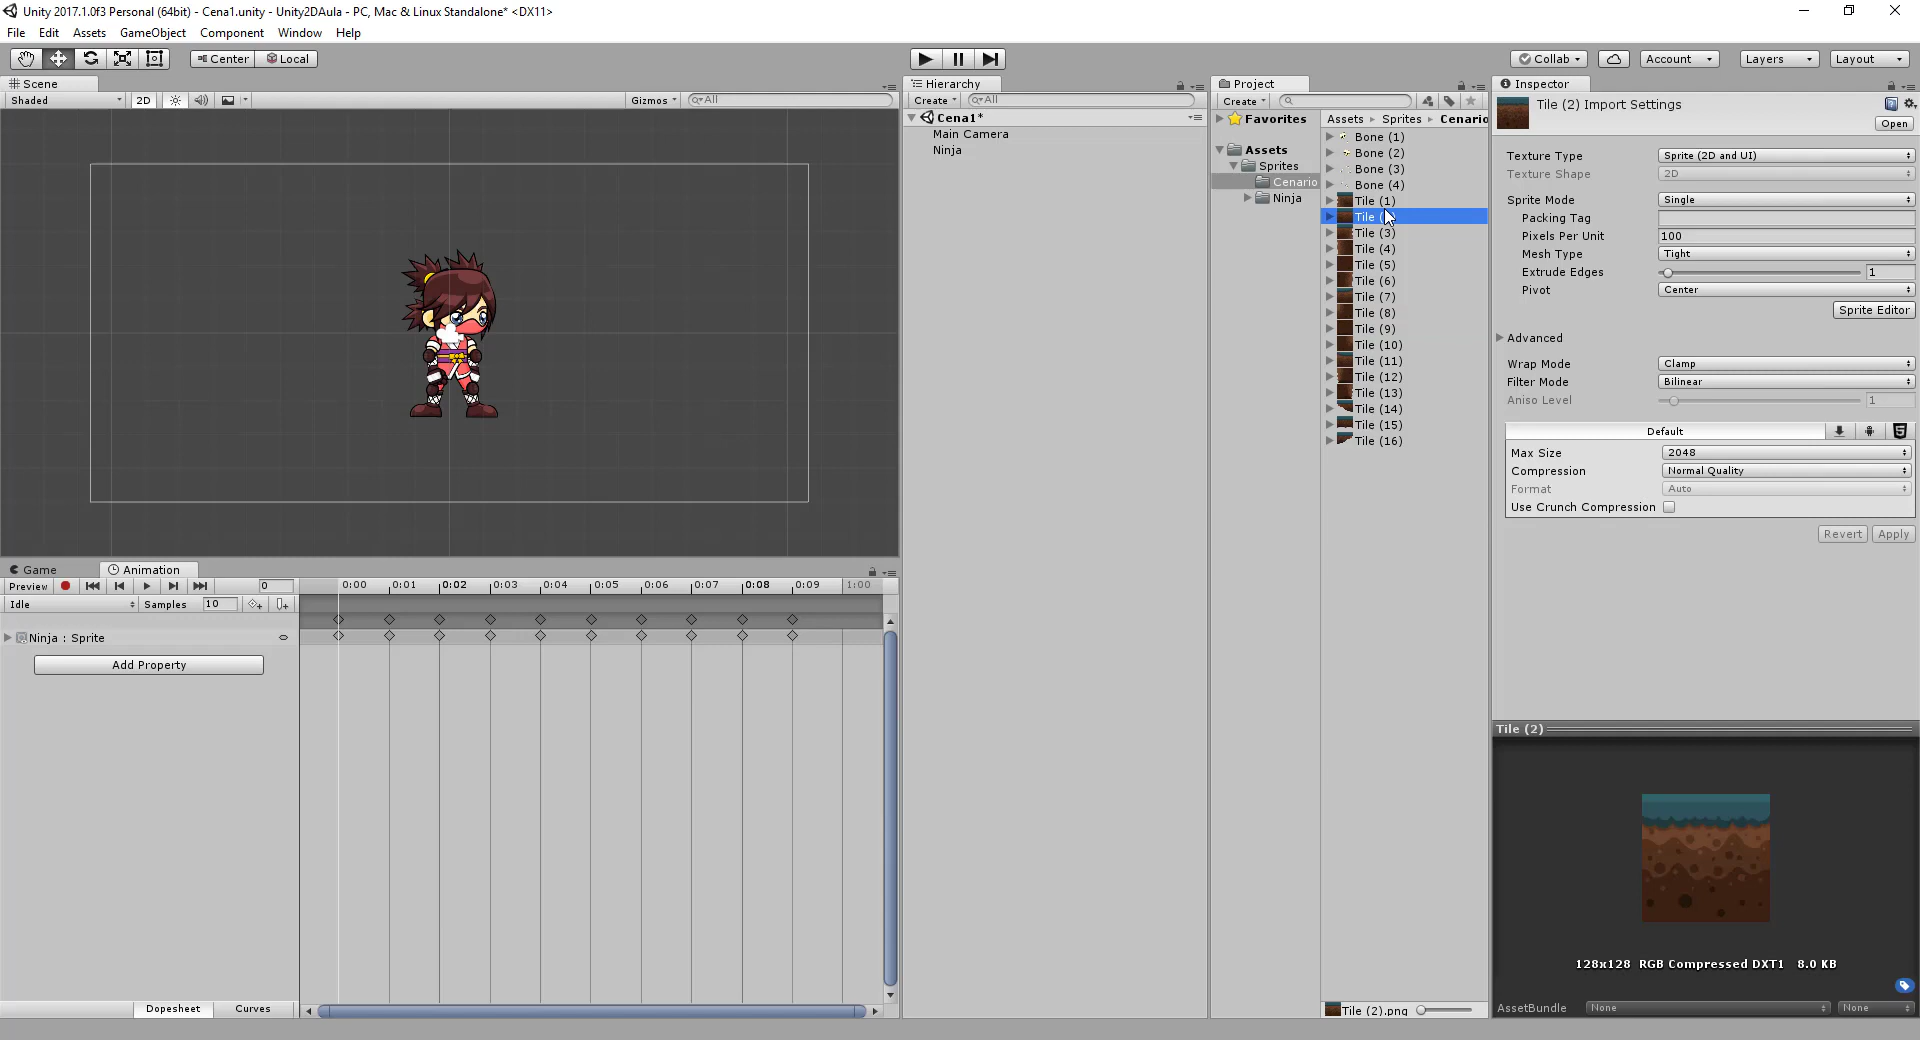 Unity 2017.1.0f3 Personal (64bit) - Cena1.unity - Unity2DAula - PC, Mac & Linux Standalone* <DX11>
File Edit Assets GameObject Component Window Help
Center Local
Collab Account Layers Layout
Scene
Shaded 2D Gizmos All
Hierarchy
Create All
Cena1*
Main Camera
Ninja
Project
Create
Favorites
Assets
Sprites
Cenario
Ninja
Assets Sprites Cenario
Bone (1)
Bone (2)
Bone (3)
Bone (4)
Tile (1)
Tile (
Tile (3)
Tile (4)
Tile (5)
Tile (6)
Tile (7)
Tile (8)
Tile (9)
Tile (10)
Tile (11)
Tile (12)
Tile (13)
Tile (14)
Tile (15)
Tile (16)
Tile (2).png
Inspector
Tile (2) Import Settings
Open
Texture Type Sprite (2D and UI)
Texture Shape 2D
Sprite Mode Single
Packing Tag
Pixels Per Unit 100
Mesh Type Tight
Extrude Edges 1
Pivot Center
Sprite Editor
Advanced
Wrap Mode Clamp
Filter Mode Bilinear
Aniso Level 1
Default
Max Size 2048
Compression Normal Quality
Format Auto
Use Crunch Compression
Revert Apply
Tile (2)
128x128 RGB Compressed DXT1 8.0 KB
AssetBundle None None
Game Animation
Preview 0 0:00 0:01 0:02 0:03 0:04 0:05 0:06 0:07 0:08 0:09 1:00
Idle Samples 10
Ninja : Sprite
Add Property
Dopesheet Curves